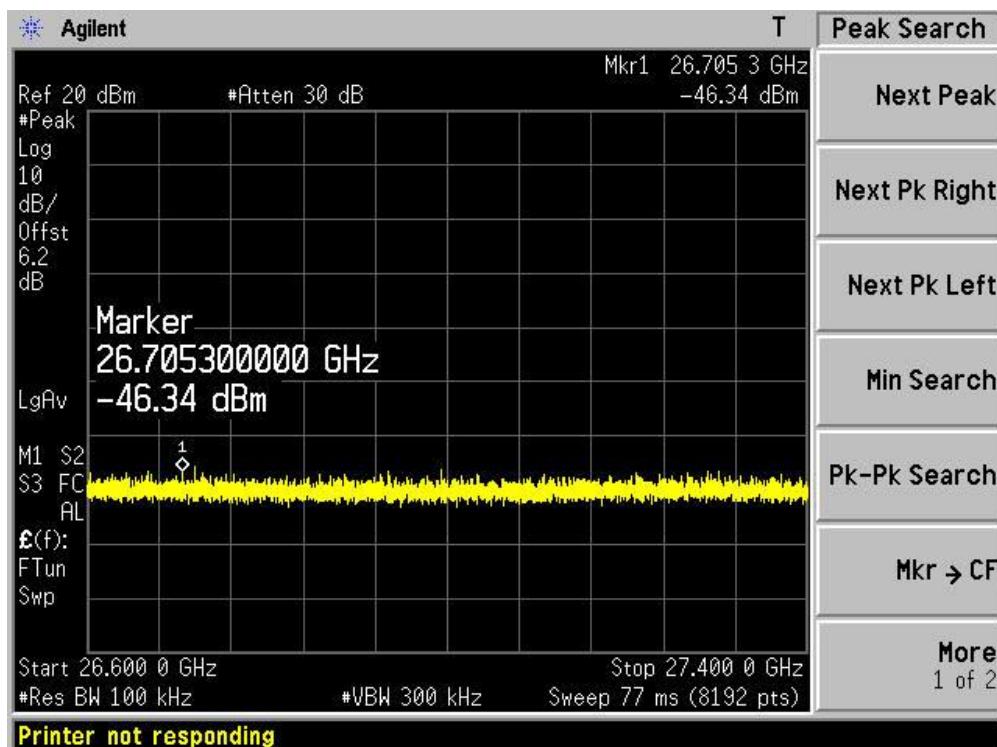 Agilent T Peak Search
Mkr1 26.705 3 GHz
Ref 20 dBm #Atten 30 dB -46.34 dBm
#Peak
Log
10
dB/
Offst
6.2
dB
Marker
26.705300000 GHz
-46.34 dBm
LgAv
1
M1 S2
S3 FC
AL
£(f):
FTun
Swp
Start 26.600 0 GHz Stop 27.400 0 GHz
#Res BW 100 kHz #VBW 300 kHz Sweep 77 ms (8192 pts)
Printer not responding
Next Peak
Next Pk Right
Next Pk Left
Min Search
Pk-Pk Search
Mkr → CF
More
1 of 2